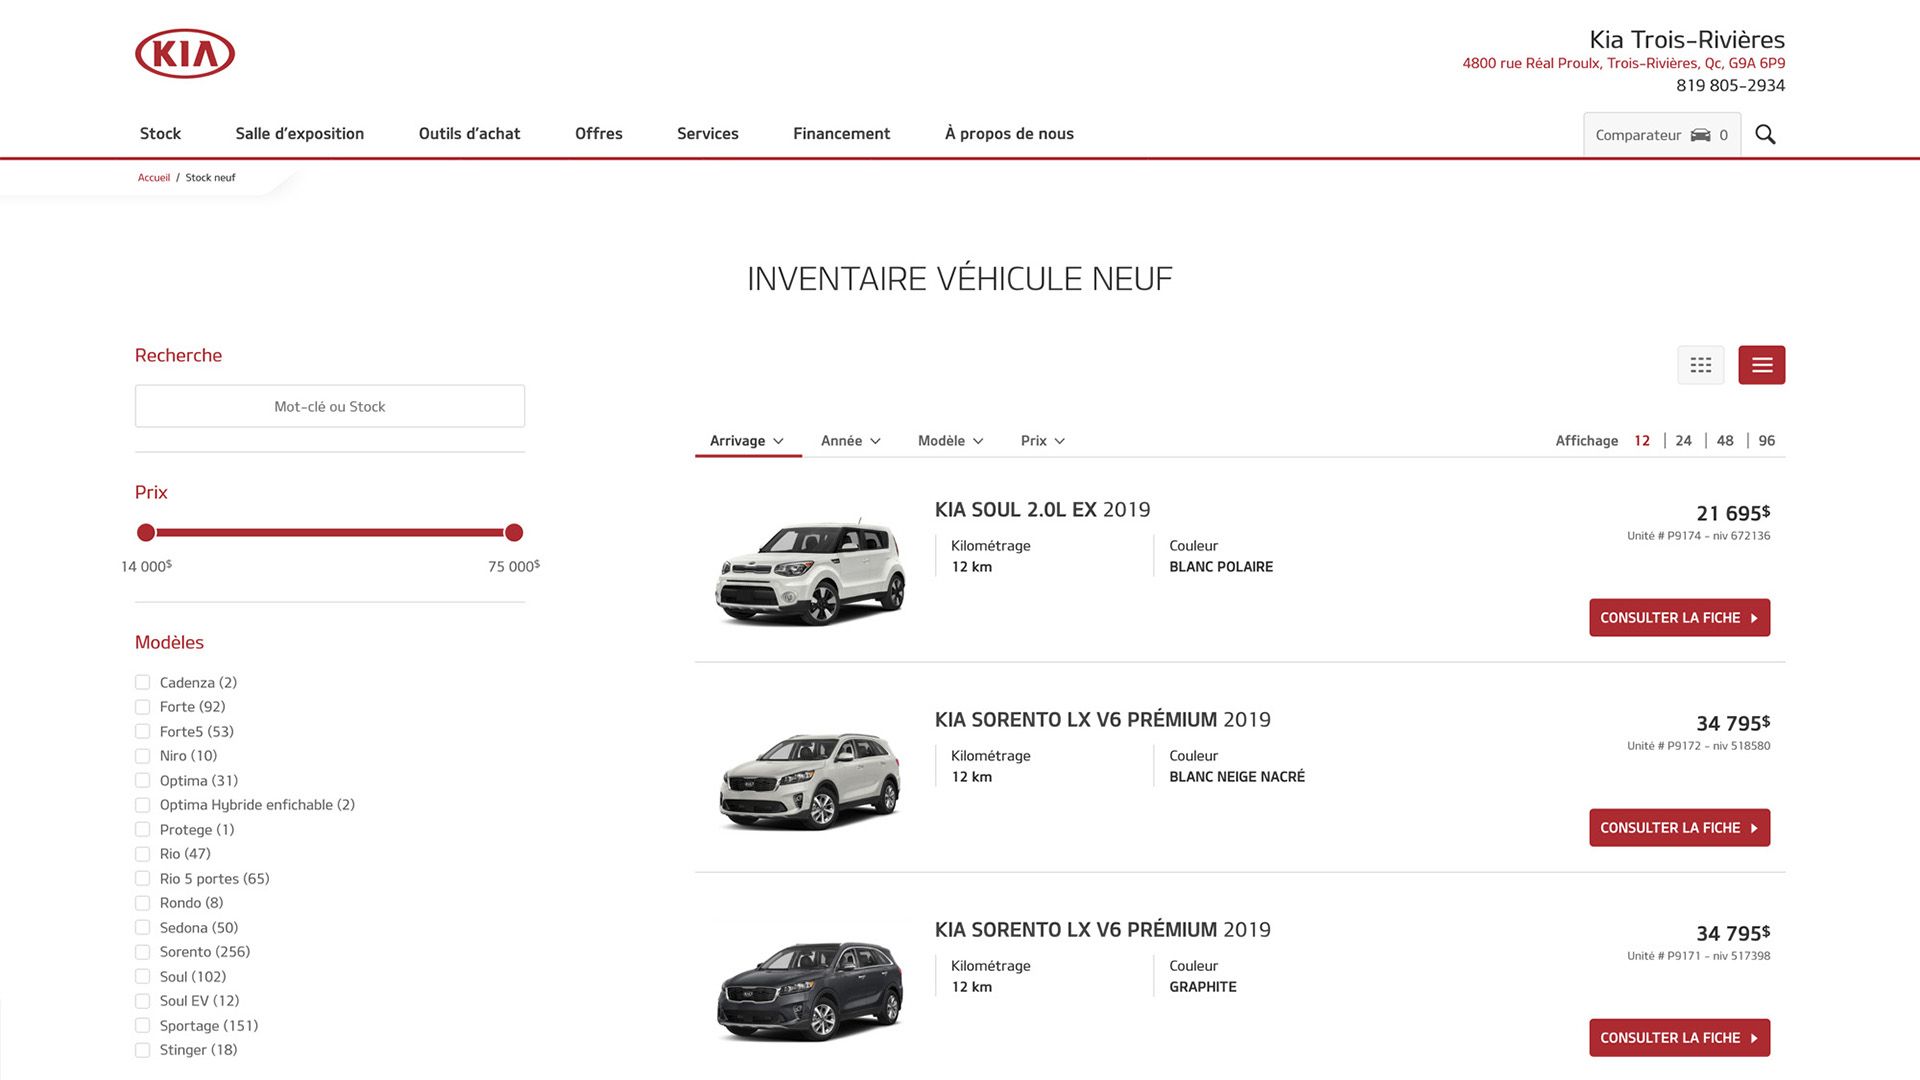 KIA
Kia Trois-Rivières
4800 rue Réal Proulx, Trois-Rivières, Qc, G9A 6P9
819 805-2934
Stock Salle d'exposition Outils d'achat Offres Services Financement À propos de nous Comparateur 0
Accueil / Stock neuf
INVENTAIRE VÉHICULE NEUF
Recherche
Mot-clé ou Stock
Prix
14 000$ 75 000$
Modèles
Cadenza (2)
Forte (92)
Forte5 (53)
Niro (10)
Optima (31)
Optima Hybride enfichable (2)
Protege (1)
Rio (47)
Rio 5 portes (65)
Rondo (8)
Sedona (50)
Sorento (256)
Soul (102)
Soul EV (12)
Sportage (151)
Stinger (18)
Arrivage Année Modèle Prix Affichage 12 | 24 | 48 | 96
KIA SOUL 2.0L EX 2019
Kilométrage
12 km
Couleur
BLANC POLAIRE
21 695$
Unité # P9174 - niv 672136
CONSULTER LA FICHE
KIA SORENTO LX V6 PRÉMIUM 2019
Kilométrage
12 km
Couleur
BLANC NEIGE NACRÉ
34 795$
Unité # P9172 - niv 518580
CONSULTER LA FICHE
KIA SORENTO LX V6 PRÉMIUM 2019
Kilométrage
12 km
Couleur
GRAPHITE
34 795$
Unité # P9171 - niv 517398
CONSULTER LA FICHE